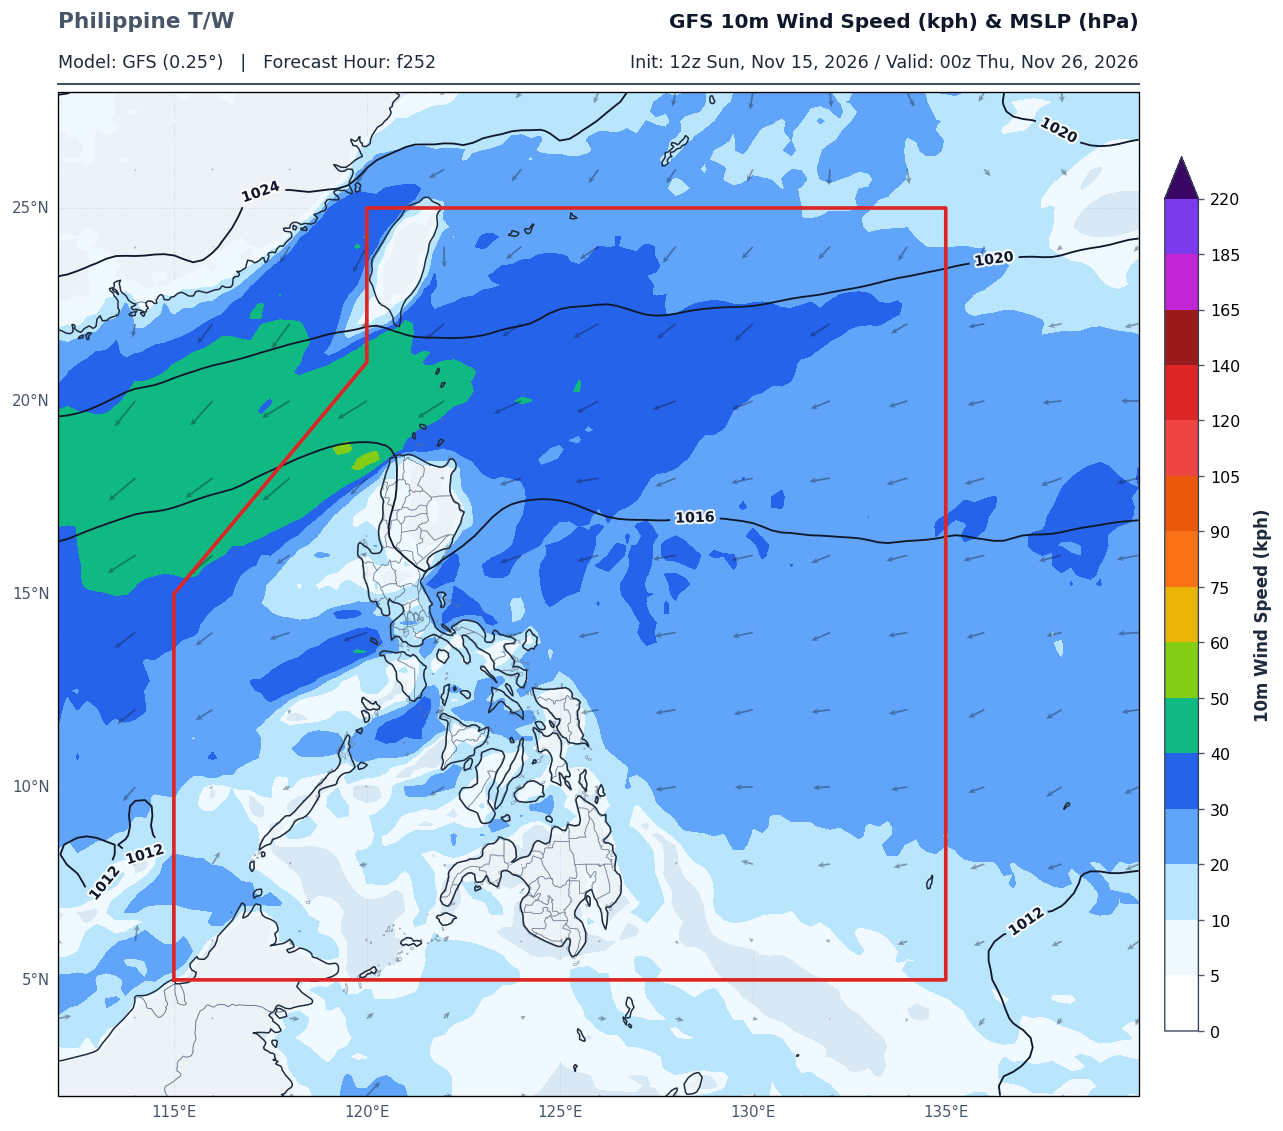 Philippine T/W
GFS 10m Wind Speed (kph) & MSLP (hPa)
Model: GFS (0.25°) | Forecast Hour: f252
Init: 12z Sun, Nov 15, 2026 / Valid: 00z Thu, Nov 26, 2026
1020
1024
1020
1016
1012
1012
1012
25°N
20°N
15°N
10°N
5°N
115°E
120°E
125°E
130°E
135°E
220
185
165
140
120
105
90
75
60
50
40
30
20
10
5
0
10m Wind Speed (kph)